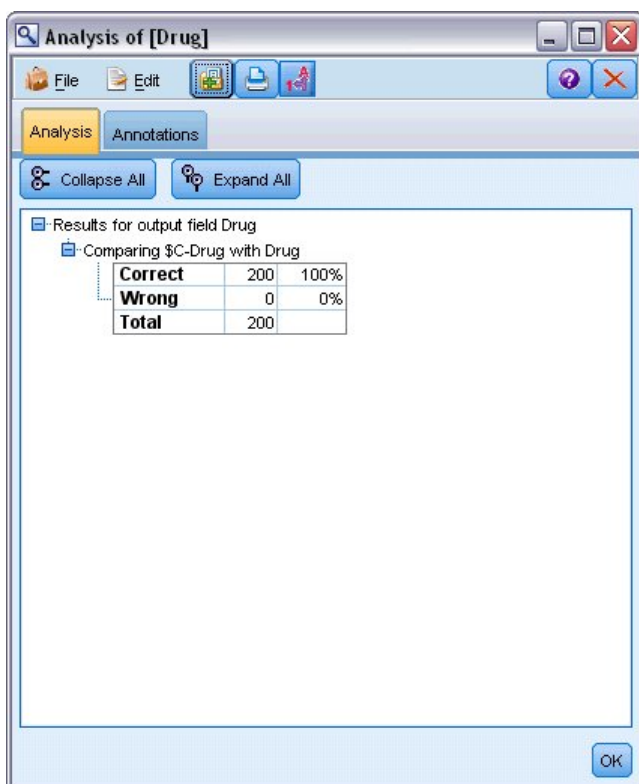 Analysis of [Drug]
File Edit
Analysis Annotations
Collapse All Expand All
Results for output field Drug
Comparing $C-Drug with Drug
Correct 200 100%
Wrong 0 0%
Total 200
OK